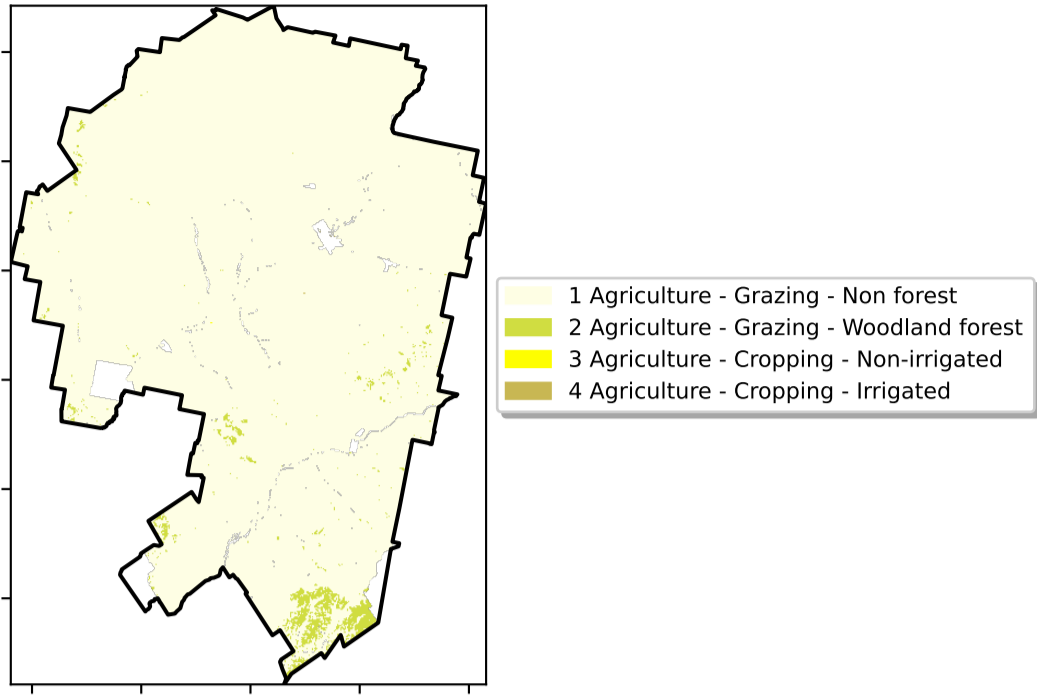 1 Agriculture - Grazing - Non forest
2 Agriculture - Grazing - Woodland forest
3 Agriculture - Cropping - Non-irrigated
4 Agriculture - Cropping - Irrigated